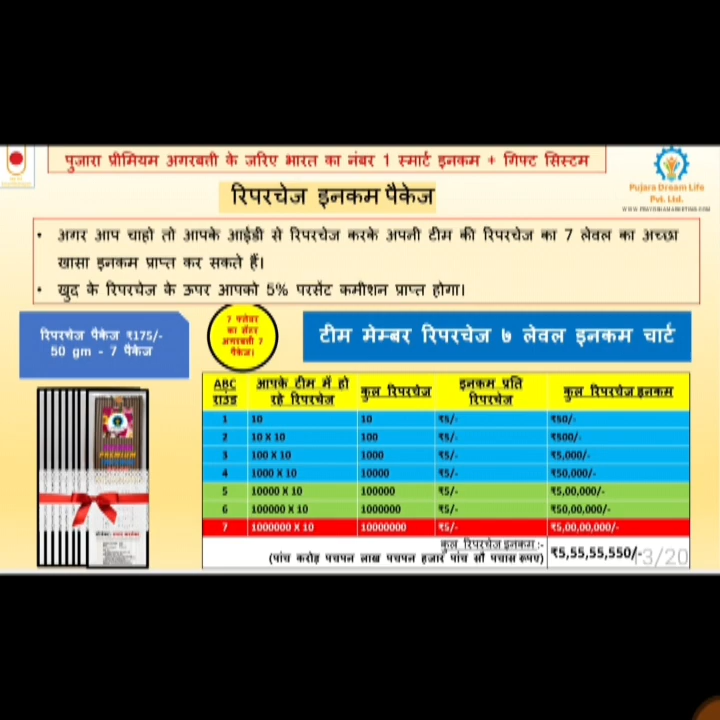 पुजारा प्रीमियम अगरबत्ती के जरिए भारत का नंबर 1 स्मार्ट इनकम + गिफ्ट सिस्टम
Pujara Dream Life
Pvt. Ltd.
रिपरचेज इनकम पैकेज
• अगर आप चाहो तो आपके आईडी से रिपरचेज करके अपनी टीम की रिपरचेज का 7 लेवल का अच्छा
खासा इनकम प्राप्त कर सकते हैं।
• खुद के रिपरचेज के ऊपर आपको 5% परसेंट कमीशन प्राप्त होगा।
रिपरचेज पैकेज ₹175/-
50 gm - 7 पैकेज
7 फ्लेवर
का सेंटर
अगरबत्ती 7
पैकेज।
टीम मेम्बर रिपरचेज ७ लेवल इनकम चार्ट
ABC राउंड आपके टीम में हो रहे रिपरचेज कुल रिपरचेज इनकम प्रति रिपरचेज कुल रिपरचेज इनकम
1 10 10 ₹5/- ₹50/-
2 10 X 10 100 ₹5/- ₹500/-
3 100 X 10 1000 ₹5/- ₹5,000/-
4 1000 X 10 10000 ₹5/- ₹50,000/-
5 10000 X 10 100000 ₹5/- ₹5,00,000/-
6 100000 X 10 1000000 ₹5/- ₹50,00,000/-
7 1000000 X 10 10000000 ₹5/- ₹5,00,00,000/-
कुल रिपरचेज इनकम :-
(पांच करोड़ पचपन लाख पचपन हजार पांच सौ पचास रूपए) ₹5,55,55,550/-
13/20
PREMIUM